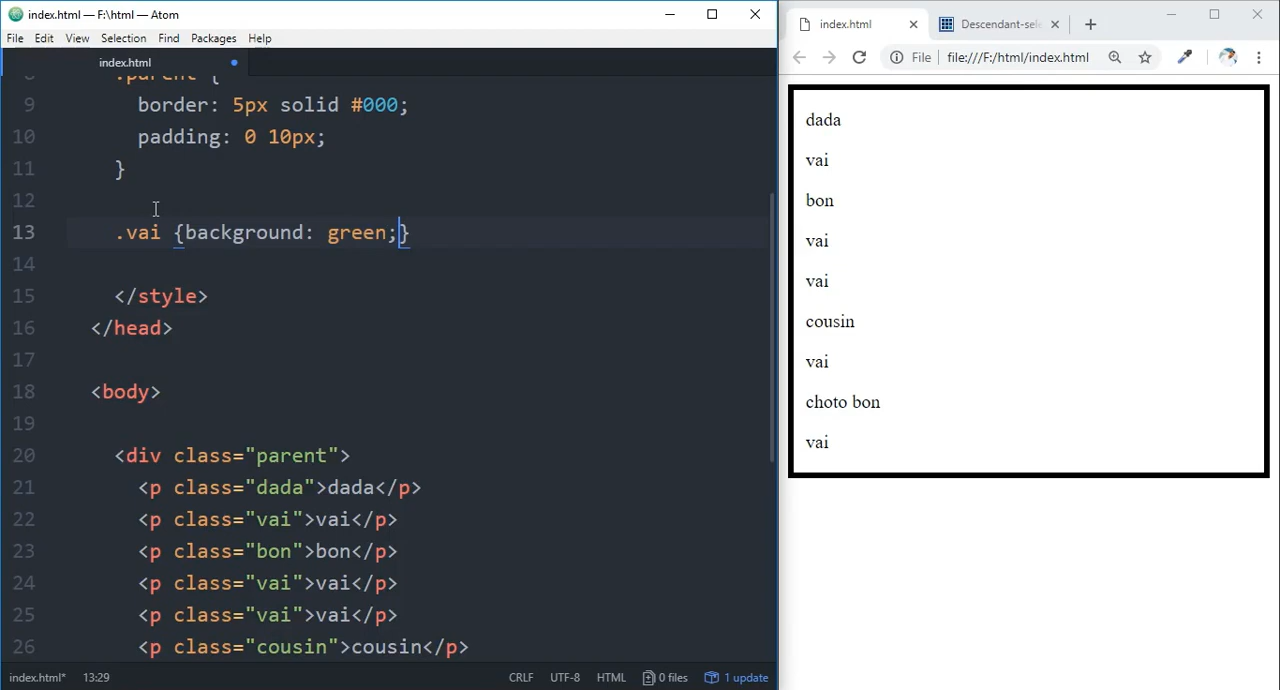 index.html — F:\html — Atom
File Edit View Selection Find Packages Help
index.html
8 .parent {
9 border: 5px solid #000;
10 padding: 0 10px;
11 }
12
13 .vai {background: green;}
14
15 </style>
16 </head>
17
18 <body>
19
20 <div class="parent">
21 <p class="dada">dada</p>
22 <p class="vai">vai</p>
23 <p class="bon">bon</p>
24 <p class="vai">vai</p>
25 <p class="vai">vai</p>
26 <p class="cousin">cousin</p>
index.html* 13:29 CRLF UTF-8 HTML 0 files 1 update
index.html Descendant-sele
File file:///F:/html/index.html
dada
vai
bon
vai
vai
cousin
vai
choto bon
vai